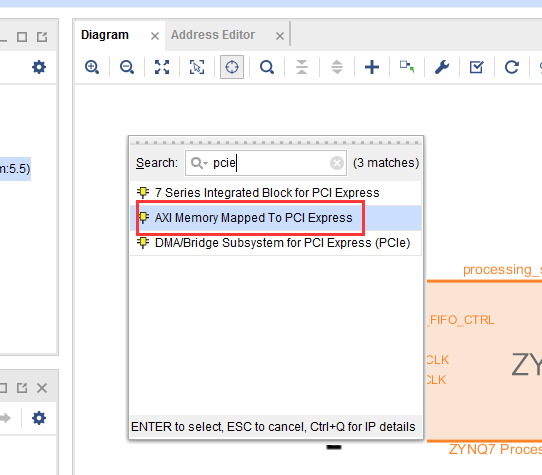 Diagram
Address Editor
m:5.5)
Search: pcie (3 matches)
7 Series Integrated Block for PCI Express
AXI Memory Mapped To PCI Express
DMA/Bridge Subsystem for PCI Express (PCIe)
processing_s
_FIFO_CTRL
CLK
CLK
ZY
ENTER to select, ESC to cancel, Ctrl+Q for IP details
ZYNQ7 Proces